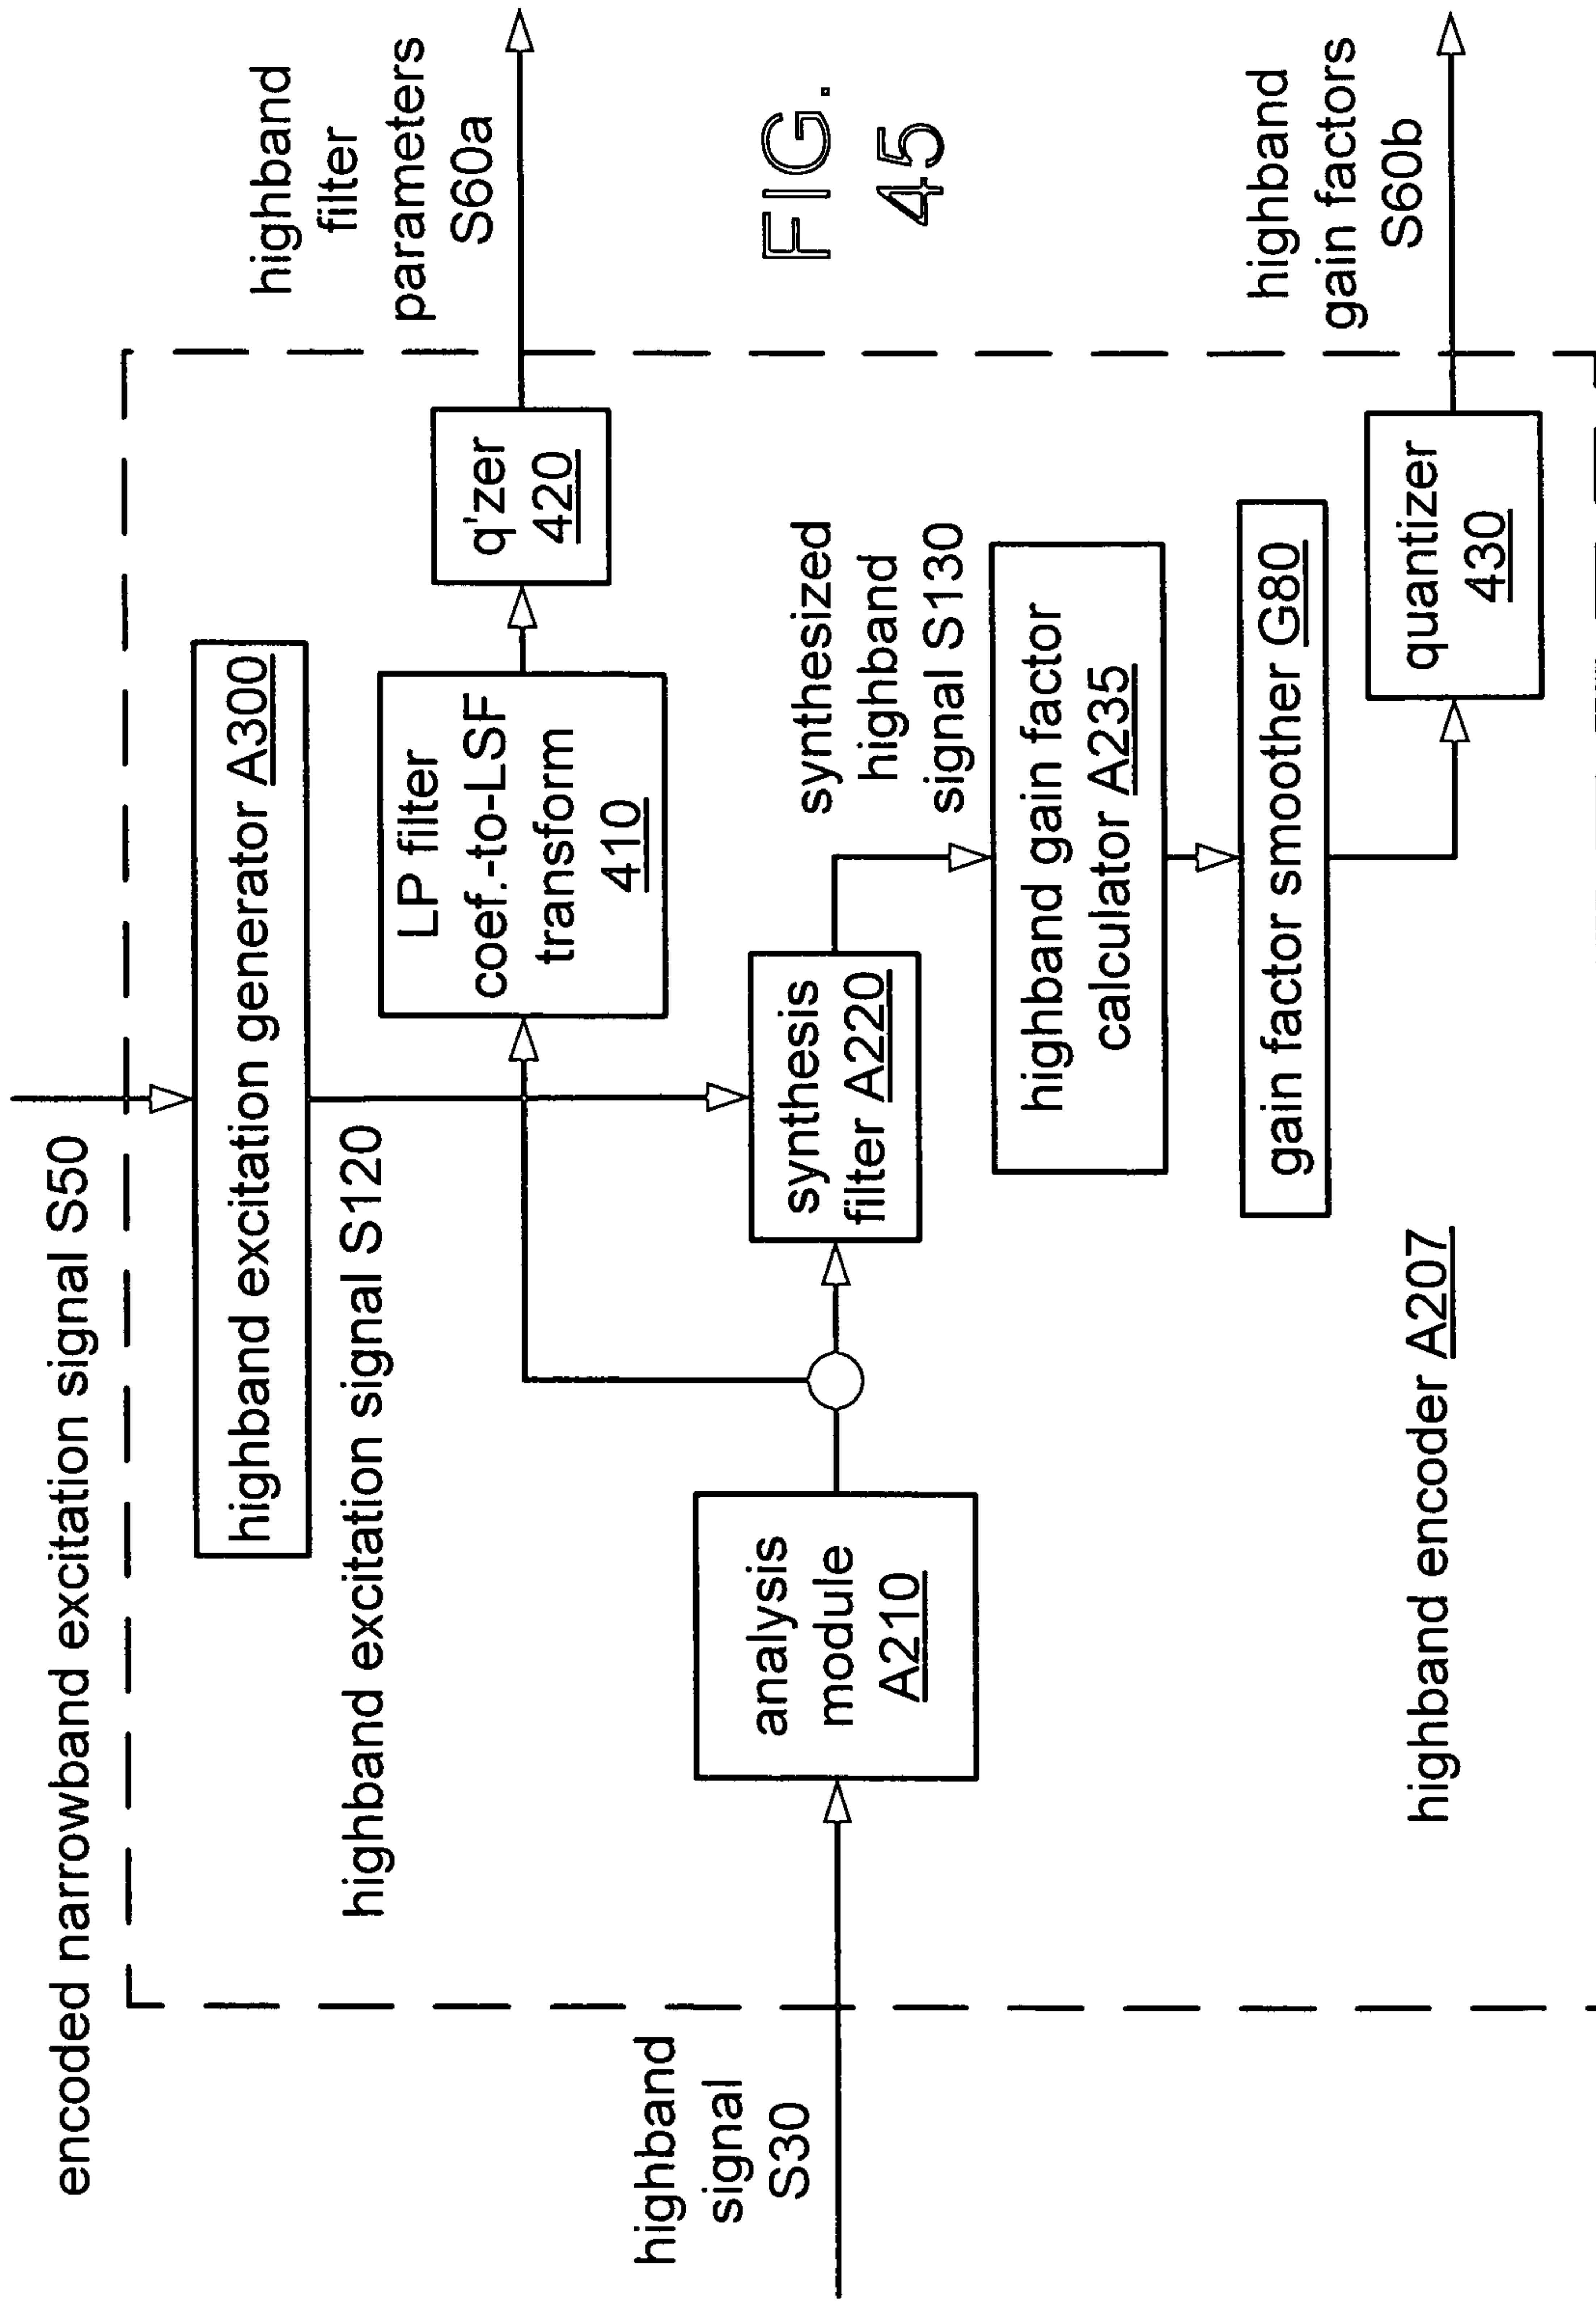 encoded narrowband excitation signal S50
highband excitation generator A300
highband excitation signal S120
LP filter
coef.-to-LSF
transform
410
q'zer
420
highband
filter
parameters
S60a
FIG.
45
highband
signal
S30
analysis
module
A210
synthesis
filter A220
synthesized
highband
signal S130
highband gain factor
calculator A235
gain factor smoother G80
quantizer
430
highband
gain factors
S60b
highband encoder A207